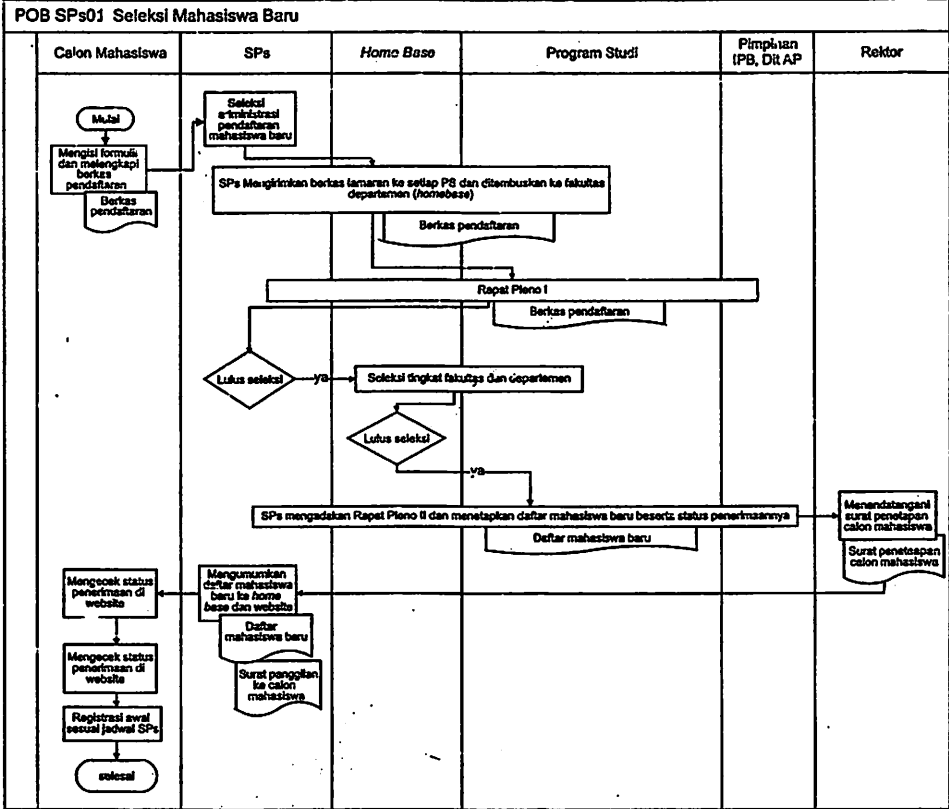 POB SPs01 Seleksi Mahasiswa Baru
Calon Mahasiswa
SPs
Home Base
Program Studi
Pimpinan
IPB, Dit AP
Rektor
Mulai
Mengisi formulir
dan melengkapi
berkas
pendaftaran
Berkas
pendaftaran
Seleksi
administrasi
pendaftaran
mahasiswa baru
SPs Mengirimkan berkas lamaran ke setiap PS dan ditembuskan ke fakultas
departemen (homebase)
Berkas pendaftaran
Rapat Pleno I
Berkas pendaftaran
Lulus seleksi
ya
Seleksi tingkat fakultas dan departemen
Lulus seleksi
ya
SPs mengadakan Rapat Pleno II dan menetapkan daftar mahasiswa baru beserta status penerimaannya
Daftar mahasiswa baru
Menandatangani
surat penetapan
calon mahasiswa
Surat penetapan
calon mahasiswa
Mengumumkan
daftar mahasiswa
baru ke home
base dan website
Daftar
mahasiswa baru
Surat panggilan
ke calon
mahasiswa
Mengecek status
penerimaan di
website
Mengecek status
penerimaan di
website
Registrasi awal
sesuai jadwal SPs
selesai